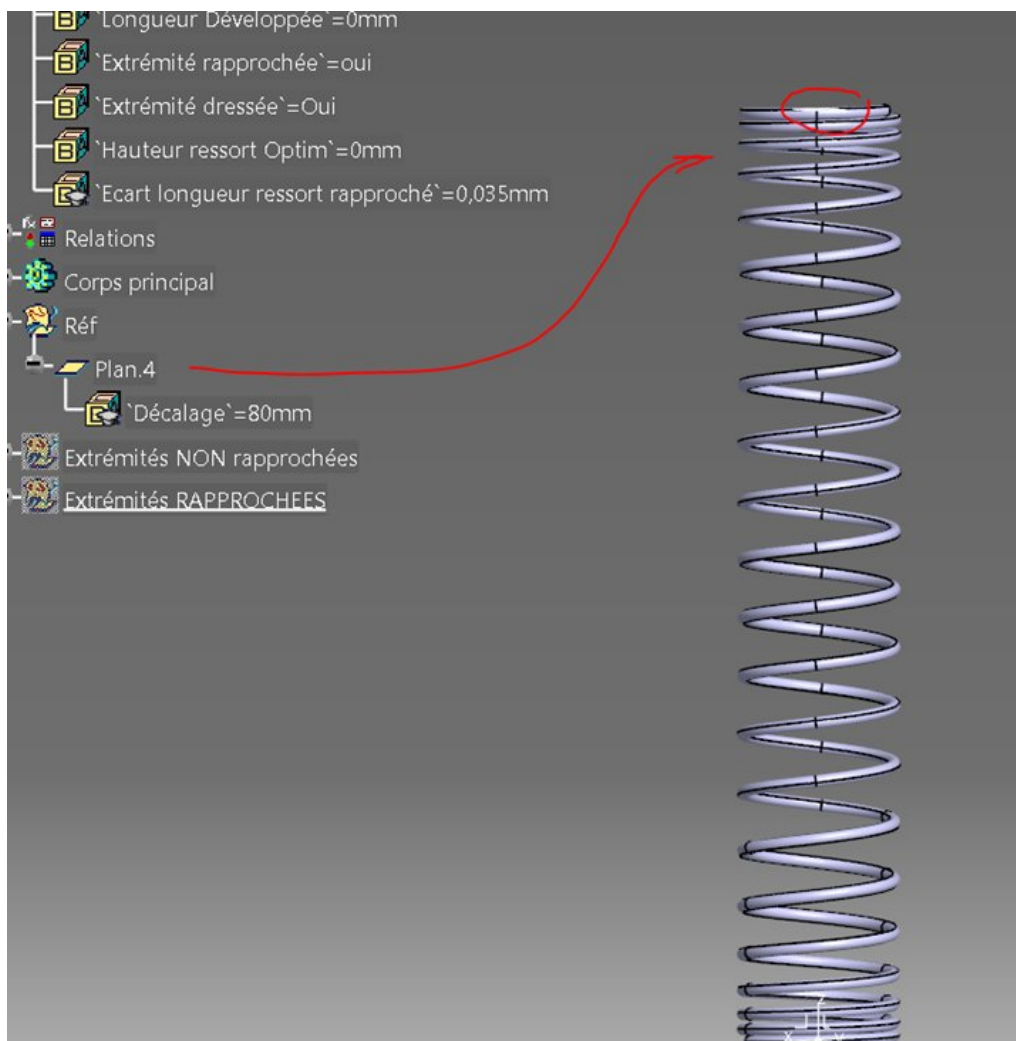 `Longueur Développée`=0mm
`Extrémité rapprochée`=oui
`Extrémité dressée`=Oui
`Hauteur ressort Optim`=0mm
`Ecart longueur ressort rapproché`=0,035mm
Relations
Corps principal
Réf
Plan.4
`Décalage`=80mm
Extrémités NON rapprochées
Extrémités RAPPROCHEES
z
x